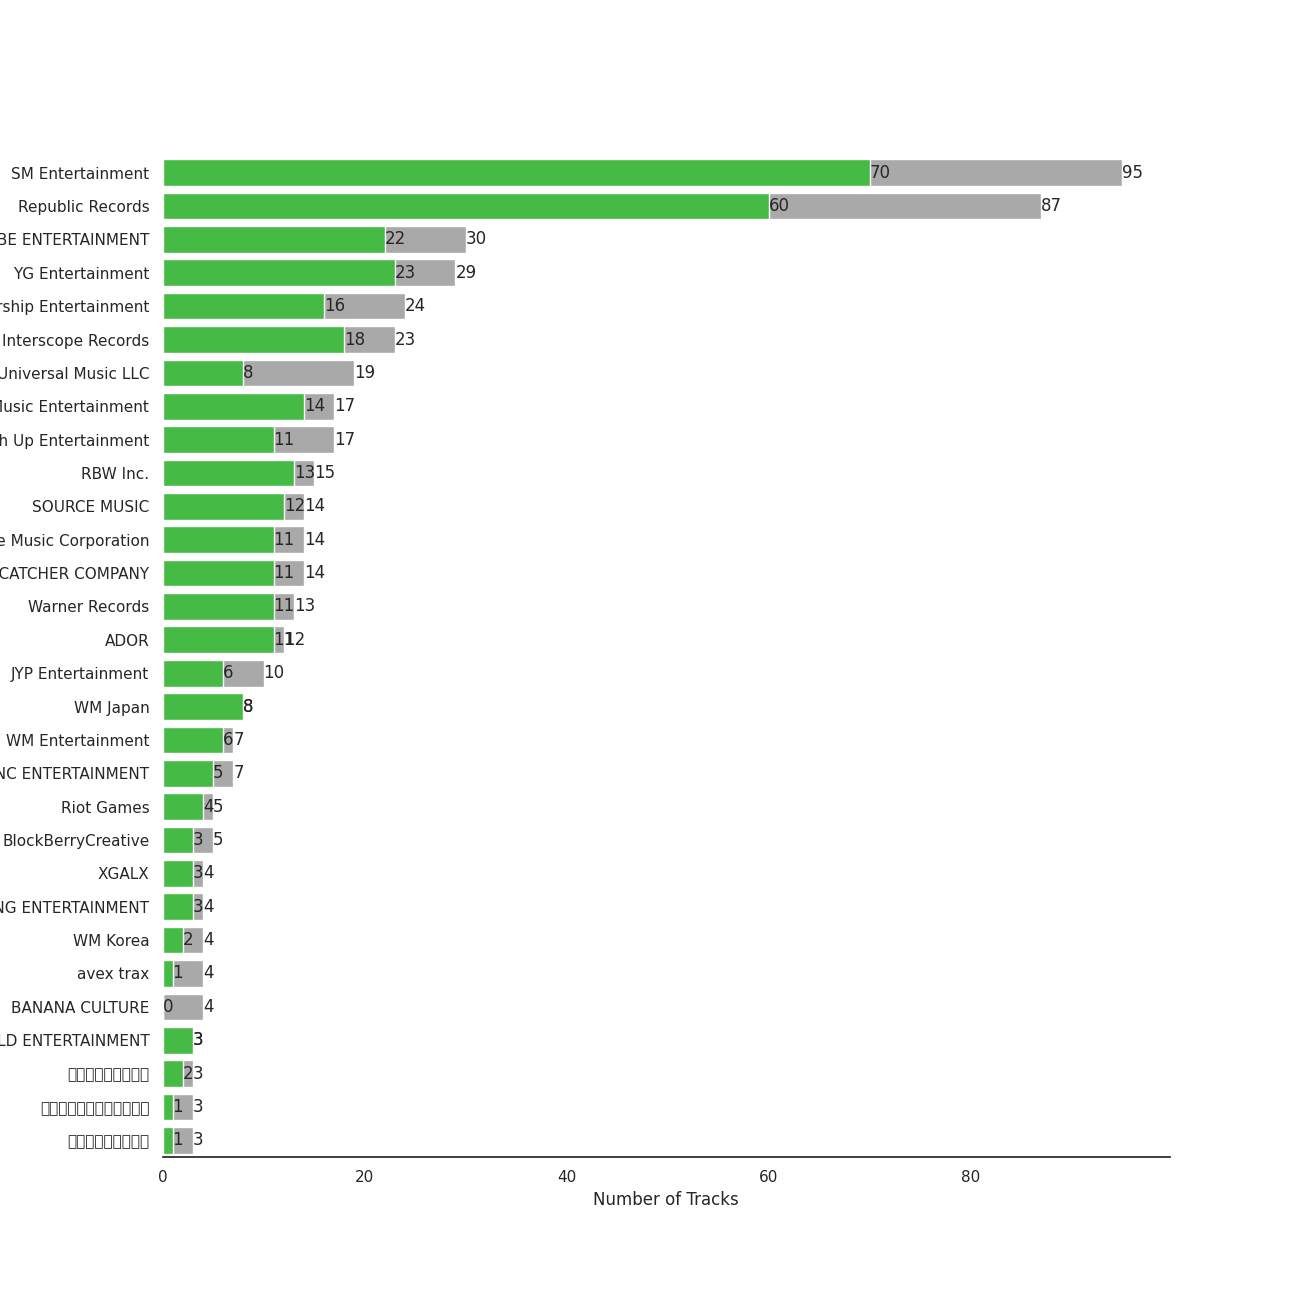 SM Entertainment 70 95
Republic Records 60 87
BE ENTERTAINMENT 22 30
YG Entertainment 23 29
rship Entertainment 16 24
Interscope Records 18 23
Universal Music LLC 8 19
Music Entertainment 14 17
h Up Entertainment 11 17
RBW Inc. 13 15
SOURCE MUSIC 12 14
e Music Corporation 11 14
CATCHER COMPANY 11 14
Warner Records 11 13
ADOR 11 12
JYP Entertainment 6 10
WM Japan 8 8
WM Entertainment 6 7
NC ENTERTAINMENT 5 7
Riot Games 4 5
BlockBerryCreative 3 5
XGALX 3 4
NG ENTERTAINMENT 3 4
WM Korea 2 4
avex trax 1 4
BANANA CULTURE 0 4
LD ENTERTAINMENT 3 3
2 3
1 3
1 3
0 20 40 60 80
Number of Tracks